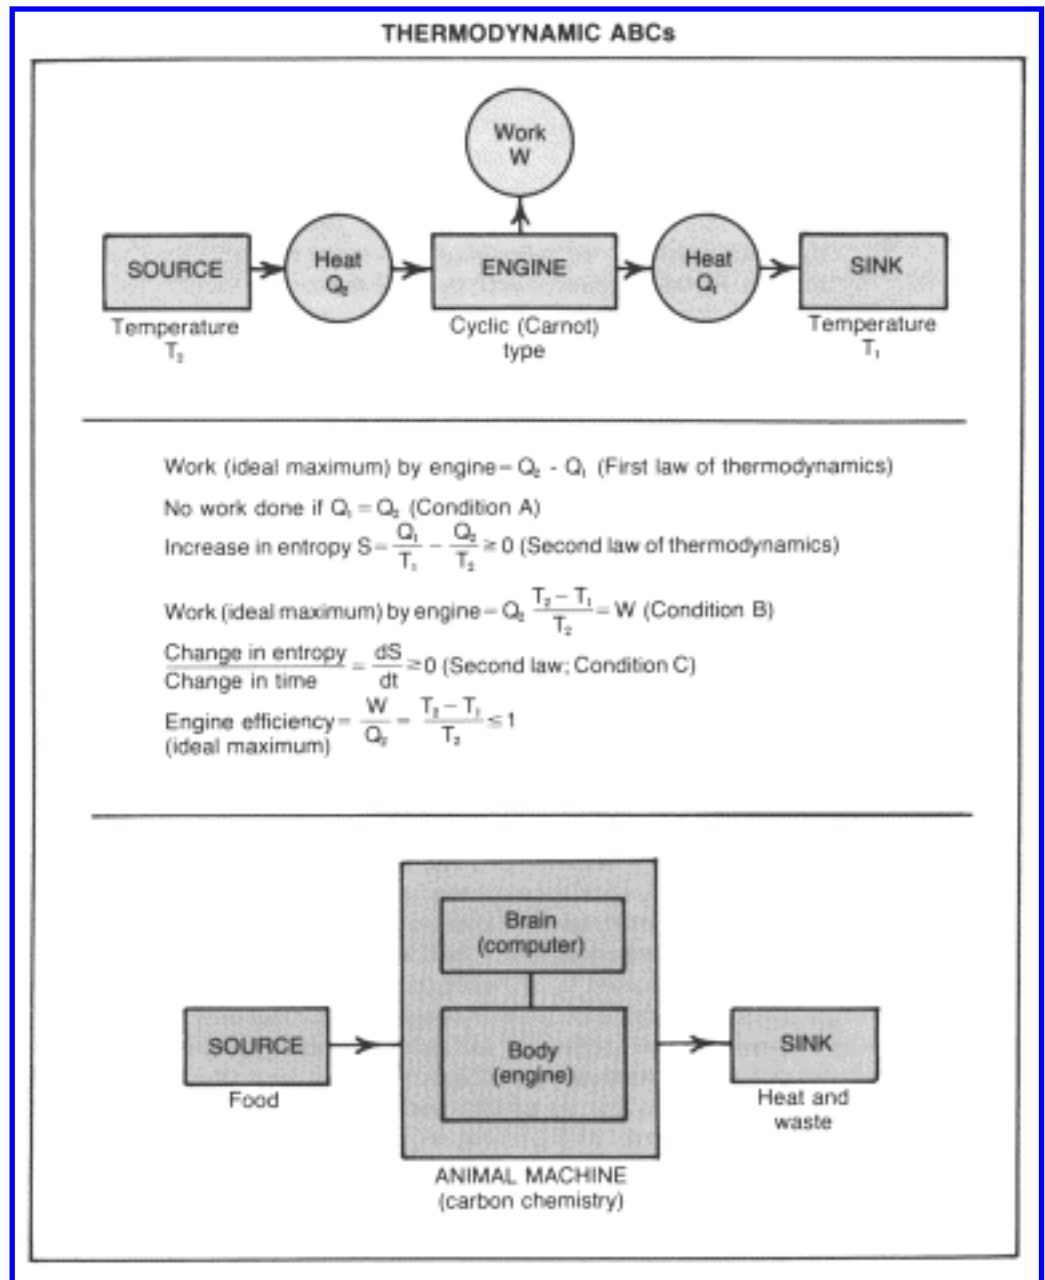 THERMODYNAMIC ABCs
Work
W
SOURCE
Heat
Q₂
ENGINE
Heat
Q₁
SINK
Temperature
T₂
Cyclic (Carnot)
type
Temperature
T₁
Work (ideal maximum) by engine = Q₂ - Q₁ (First law of thermodynamics)
No work done if Q₁ = Q₂ (Condition A)
Increase in entropy S = Q₁/T₁ − Q₂/T₂ ≥ 0 (Second law of thermodynamics)
Work (ideal maximum) by engine = Q₂ (T₂ − T₁)/T₂ = W (Condition B)
Change in entropy/Change in time = dS/dt ≥ 0 (Second law; Condition C)
Engine efficiency = W/Q₂ = (T₂ − T₁)/T₂ ≤ 1
(ideal maximum)
Brain
(computer)
SOURCE
Body
(engine)
SINK
Food
Heat and
waste
ANIMAL MACHINE
(carbon chemistry)